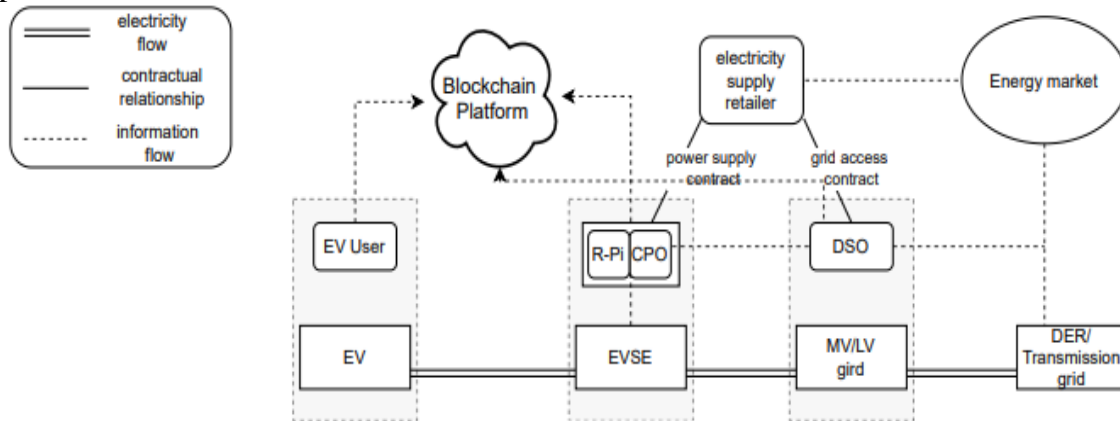 electricity
flow
contractual
relationship
information
flow
Blockchain
Platform
electricity
supply
retailer
Energy market
power supply
contract
grid access
contract
EV User
R-Pi
CPO
DSO
EV
EVSE
MV/LV
gird
DER/
Transmission
grid